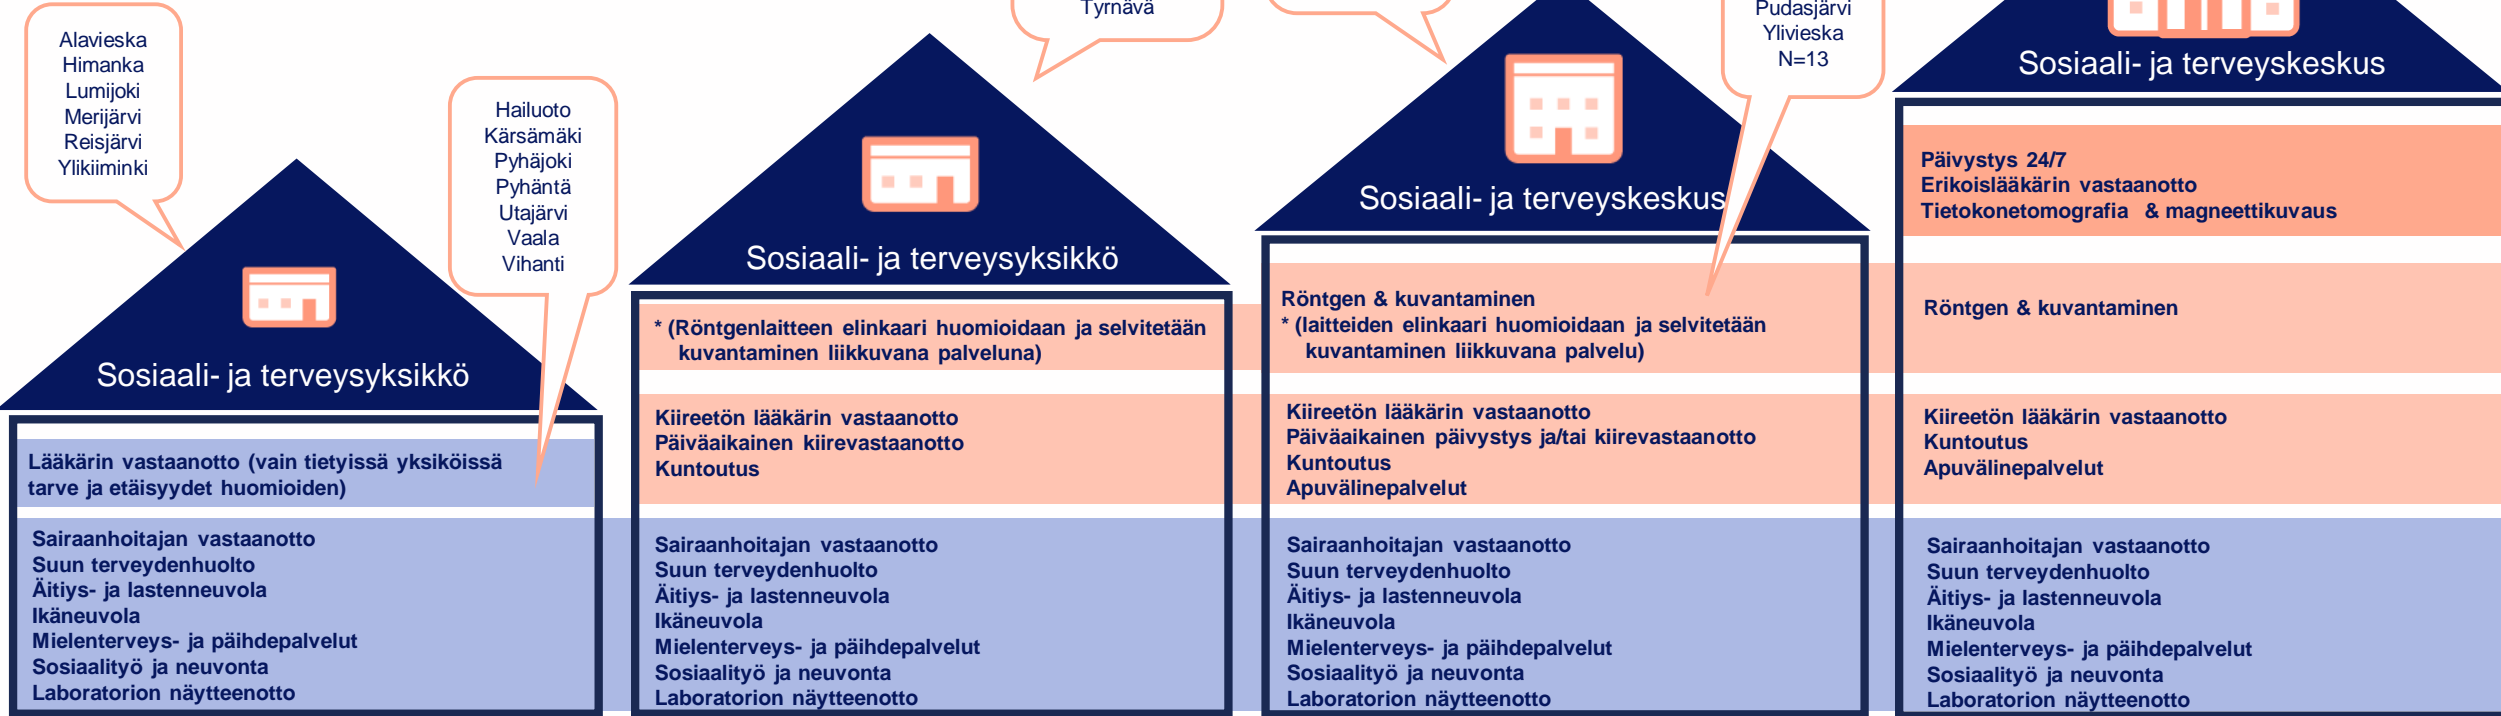 Alavieska
Himanka
Lumijoki
Merijärvi
Reisjärvi
Ylikiiminki
Sosiaali- ja terveysyksikkö
Hailuoto
Kärsämäki
Pyhäjoki
Pyhäntä
Utajärvi
Vaala
Vihanti
Lääkärin vastaanotto (vain tietyissä yksiköissä
tarve ja etäisyydet huomioiden)
Sairaanhoitajan vastaanotto
Suun terveydenhuolto
Äitiys- ja lastenneuvola
Ikäneuvola
Mielenterveys- ja päihdepalvelut
Sosiaalityö ja neuvonta
Laboratorion näytteenotto
Tyrnävä
Sosiaali- ja terveysyksikkö
* (Röntgenlaitteen elinkaari huomioidaan ja selvitetään
kuvantaminen liikkuvana palveluna)
Kiireetön lääkärin vastaanotto
Päiväaikainen kiirevastaanotto
Kuntoutus
Sairaanhoitajan vastaanotto
Suun terveydenhuolto
Äitiys- ja lastenneuvola
Ikäneuvola
Mielenterveys- ja päihdepalvelut
Sosiaalityö ja neuvonta
Laboratorion näytteenotto
Pudasjärvi
Ylivieska
N=13
Sosiaali- ja terveyskeskus
Röntgen & kuvantaminen
* (laitteiden elinkaari huomioidaan ja selvitetään
kuvantaminen liikkuvana palvelu)
Kiireetön lääkärin vastaanotto
Päiväaikainen päivystys ja/tai kiirevastaanotto
Kuntoutus
Apuvälinepalvelut
Sairaanhoitajan vastaanotto
Suun terveydenhuolto
Äitiys- ja lastenneuvola
Ikäneuvola
Mielenterveys- ja päihdepalvelut
Sosiaalityö ja neuvonta
Laboratorion näytteenotto
Sosiaali- ja terveyskeskus
Päivystys 24/7
Erikoislääkärin vastaanotto
Tietokonetomografia & magneettikuvaus
Röntgen & kuvantaminen
Kiireetön lääkärin vastaanotto
Kuntoutus
Apuvälinepalvelut
Sairaanhoitajan vastaanotto
Suun terveydenhuolto
Äitiys- ja lastenneuvola
Ikäneuvola
Mielenterveys- ja päihdepalvelut
Sosiaalityö ja neuvonta
Laboratorion näytteenotto